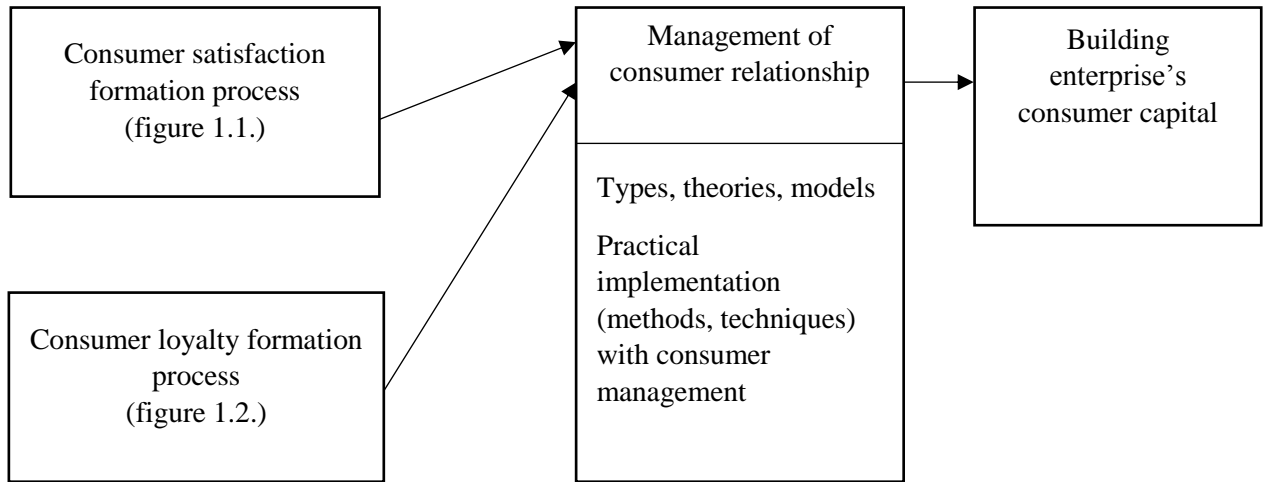 Consumer satisfaction
formation process
(figure 1.1.)
Consumer loyalty formation
process
(figure 1.2.)
Management of
consumer relationship
Types, theories, models
Practical
implementation
(methods, techniques)
with consumer
management
Building
enterprise’s
consumer capital